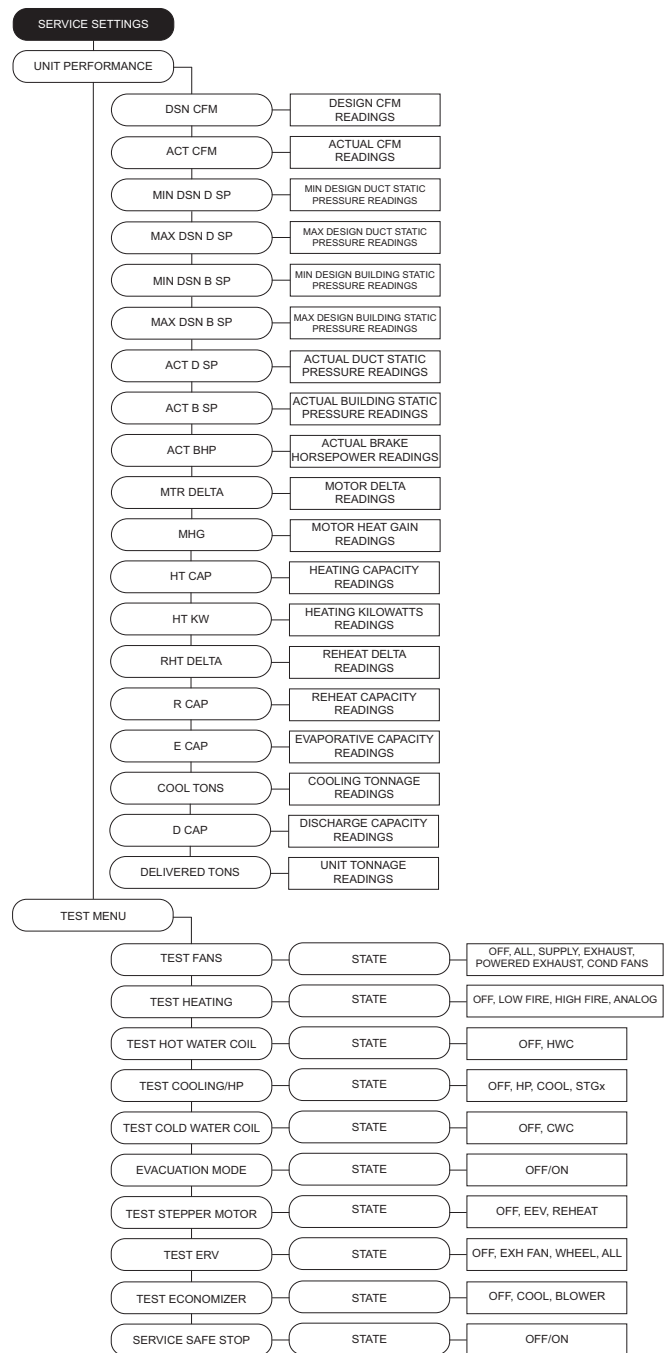 SERVICE SETTINGS
UNIT PERFORMANCE
DSN CFM
DESIGN CFM
READINGS
ACT CFM
ACTUAL CFM
READINGS
MIN DSN D SP
MIN DESIGN DUCT STATIC
PRESSURE READINGS
MAX DSN D SP
MAX DESIGN DUCT STATIC
PRESSURE READINGS
MIN DSN B SP
MIN DESIGN BUILDING STATIC
PRESSURE READINGS
MAX DSN B SP
MAX DESIGN BUILDING STATIC
PRESSURE READINGS
ACT D SP
ACTUAL DUCT STATIC
PRESSURE READINGS
ACT B SP
ACTUAL BUILDING STATIC
PRESSURE READINGS
ACT BHP
ACTUAL BRAKE
HORSEPOWER READINGS
MTR DELTA
MOTOR DELTA
READINGS
MHG
MOTOR HEAT GAIN
READINGS
HT CAP
HEATING CAPACITY
READINGS
HT KW
HEATING KILOWATTS
READINGS
RHT DELTA
REHEAT DELTA
READINGS
R CAP
REHEAT CAPACITY
READINGS
E CAP
EVAPORATIVE CAPACITY
READINGS
COOL TONS
COOLING TONNAGE
READINGS
D CAP
DISCHARGE CAPACITY
READINGS
DELIVERED TONS
UNIT TONNAGE
READINGS
TEST MENU
TEST FANS
STATE
OFF, ALL, SUPPLY, EXHAUST,
POWERED EXHAUST, COND FANS
TEST HEATING
STATE
OFF, LOW FIRE, HIGH FIRE, ANALOG
TEST HOT WATER COIL
STATE
OFF, HWC
TEST COOLING/HP
STATE
OFF, HP, COOL, STGx
TEST COLD WATER COIL
STATE
OFF, CWC
EVACUATION MODE
STATE
OFF/ON
TEST STEPPER MOTOR
STATE
OFF, EEV, REHEAT
TEST ERV
STATE
OFF, EXH FAN, WHEEL, ALL
TEST ECONOMIZER
STATE
OFF, COOL, BLOWER
SERVICE SAFE STOP
STATE
OFF/ON